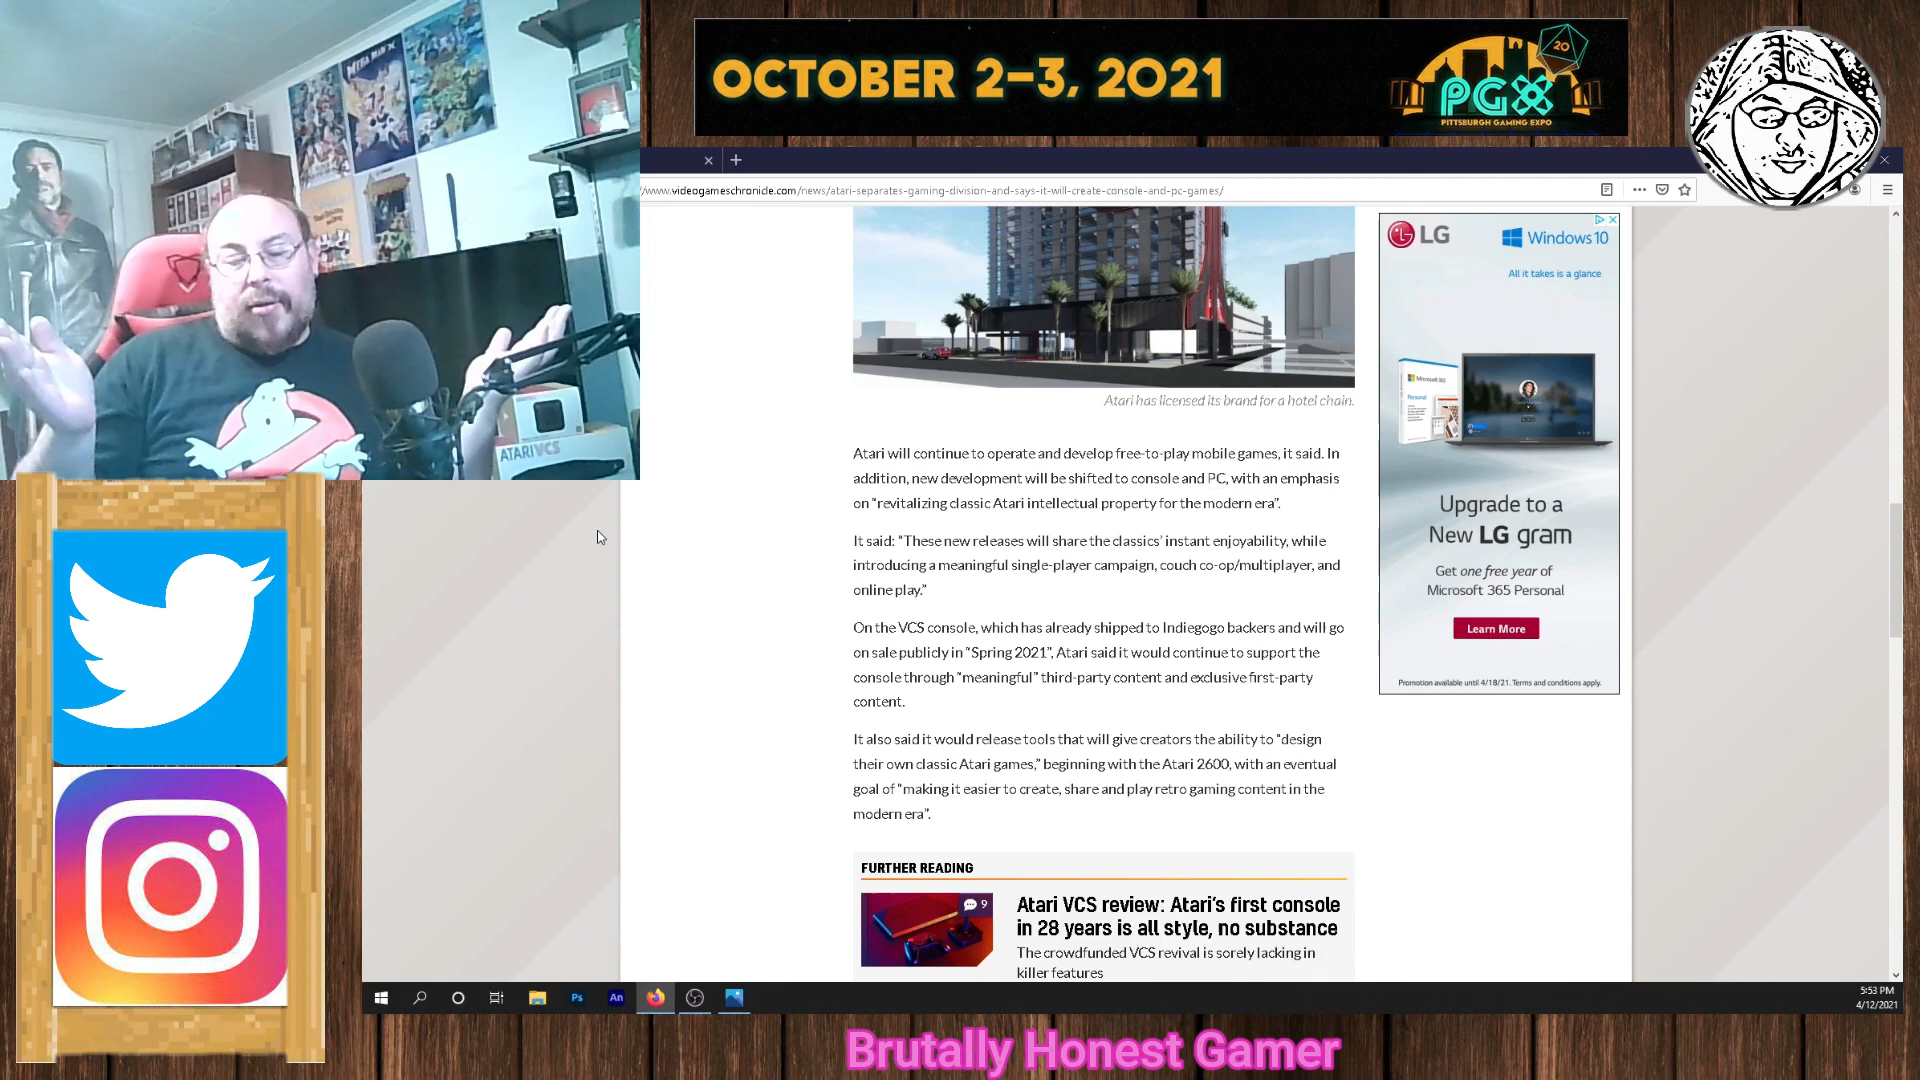 OCTOBER 2-3, 2021
20
PGX
PITTSBURGH GAMING EXPO
MEGA MAN
ATARI VCS
/www.videogameschronicle.com/news/atari-separates-gaming-division-and-says-it-will-create-console-and-pc-games/
Atari has licensed its brand for a hotel chain.
Atari will continue to operate and develop free-to-play mobile games, it said. In
addition, new development will be shifted to console and PC, with an emphasis
on “revitalizing classic Atari intellectual property for the modern era”.
It said: “These new releases will share the classics’ instant enjoyability, while
introducing a meaningful single-player campaign, couch co-op/multiplayer, and
online play.”
On the VCS console, which has already shipped to Indiegogo backers and will go
on sale publicly in “Spring 2021”, Atari said it would continue to support the
console through “meaningful” third-party content and exclusive first-party
content.
It also said it would release tools that will give creators the ability to “design
their own classic Atari games,” beginning with the Atari 2600, with an eventual
goal of “making it easier to create, share and play retro gaming content in the
modern era”.
FURTHER READING
9
Atari VCS review: Atari’s first console
in 28 years is all style, no substance
The crowdfunded VCS revival is sorely lacking in
killer features
LG
Windows 10
All it takes is a glance
Microsoft 365
Personal
Upgrade to a
New LG gram
Get one free year of
Microsoft 365 Personal
Learn More
Promotion available until 4/18/21. Terms and conditions apply.
Ps
An
5:53 PM
4/12/2021
Brutally Honest Gamer